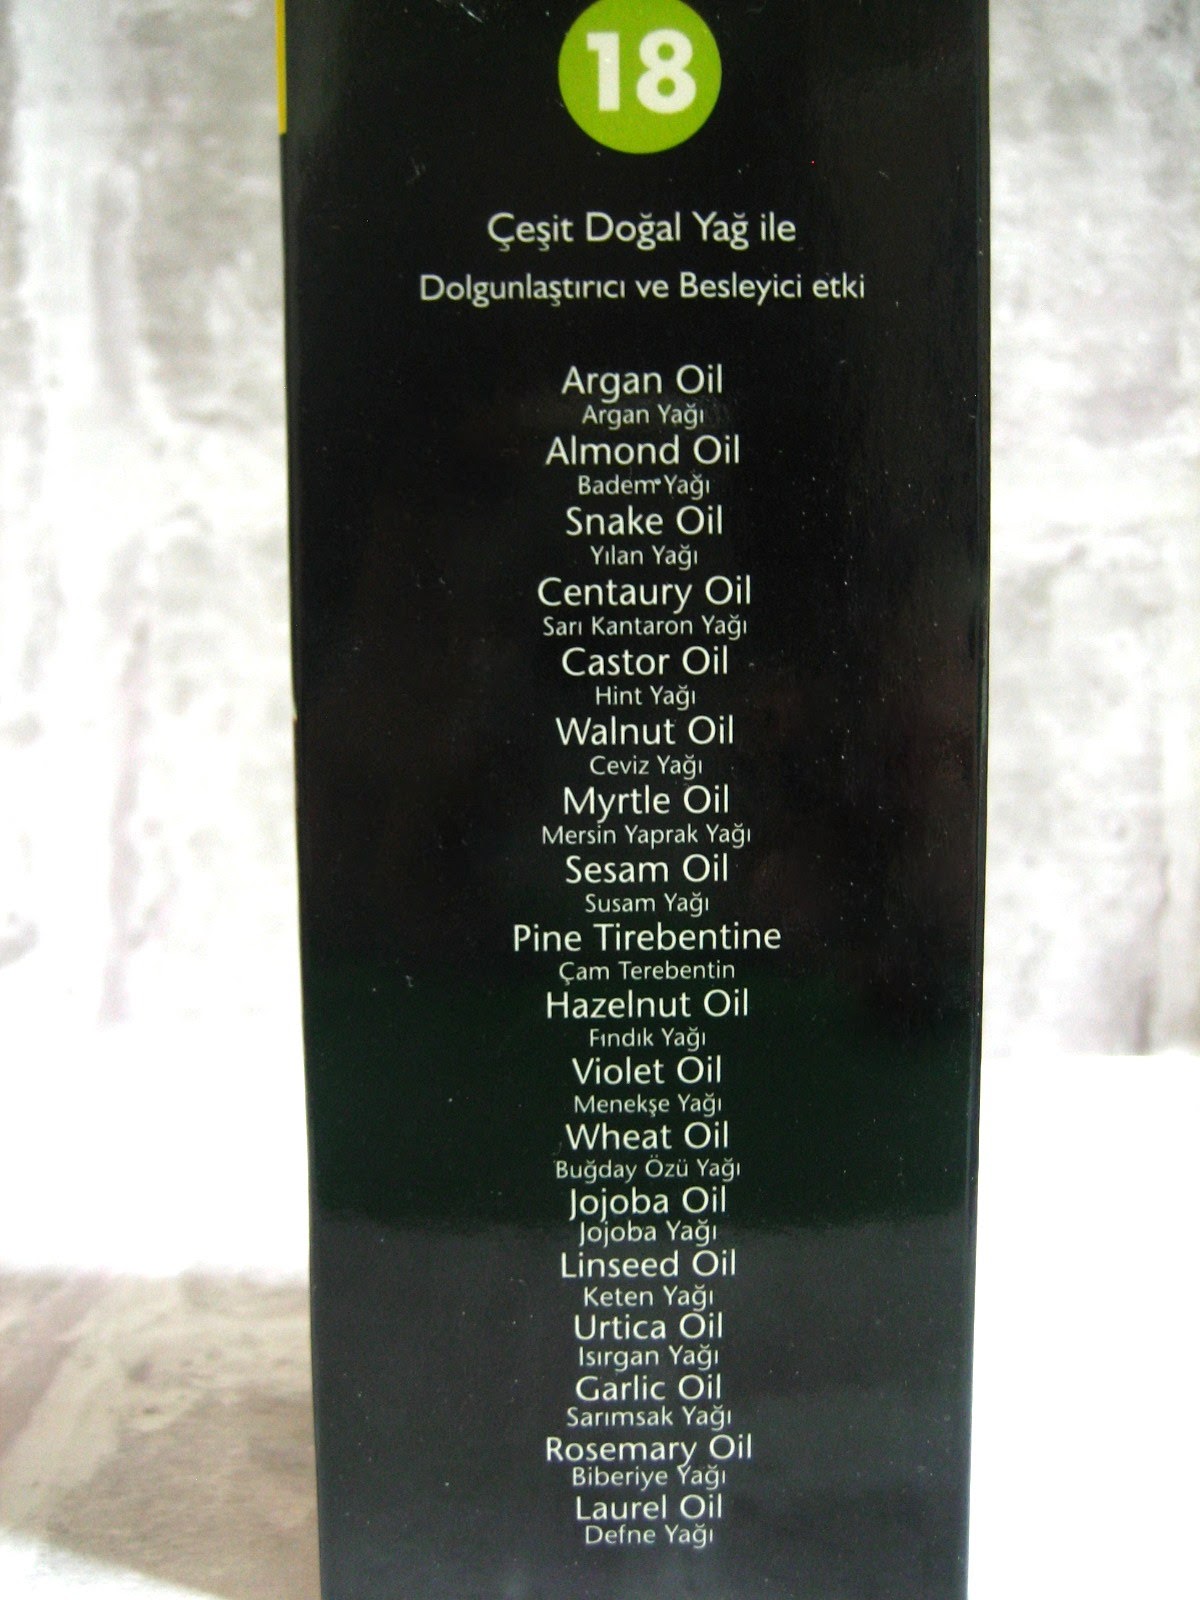 18
Çeşit Doğal Yağ ile
Dolgunlaştırıcı ve Besleyici etki
Argan Oil
Argan Yağı
Almond Oil
Badem Yağı
Snake Oil
Yılan Yağı
Centaury Oil
Sarı Kantaron Yağı
Castor Oil
Hint Yağı
Walnut Oil
Ceviz Yağı
Myrtle Oil
Mersin Yaprak Yağı
Sesam Oil
Susam Yağı
Pine Tirebentine
Çam Terebentin
Hazelnut Oil
Fındık Yağı
Violet Oil
Menekşe Yağı
Wheat Oil
Buğday Özü Yağı
Jojoba Oil
Jojoba Yağı
Linseed Oil
Keten Yağı
Urtica Oil
Isırgan Yağı
Garlic Oil
Sarımsak Yağı
Rosemary Oil
Biberiye Yağı
Laurel Oil
Defne Yağı